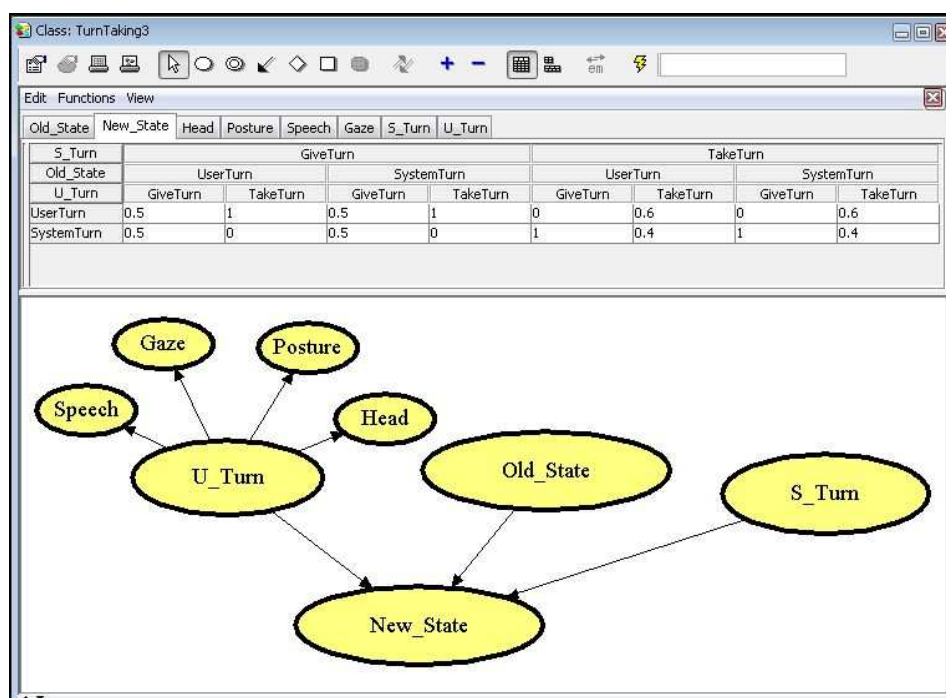 Class: TurnTaking3
em
Edit Functions View
Old_State New_State Head Posture Speech Gaze S_Turn U_Turn
S_Turn GiveTurn TakeTurn
Old_State UserTurn SystemTurn UserTurn SystemTurn
U_Turn GiveTurn TakeTurn GiveTurn TakeTurn GiveTurn TakeTurn GiveTurn TakeTurn
UserTurn 0.5 1 0.5 1 0 0.6 0 0.6
SystemTurn 0.5 0 0.5 0 1 0.4 1 0.4
Gaze
Posture
Speech
Head
U_Turn
Old_State
S_Turn
New_State